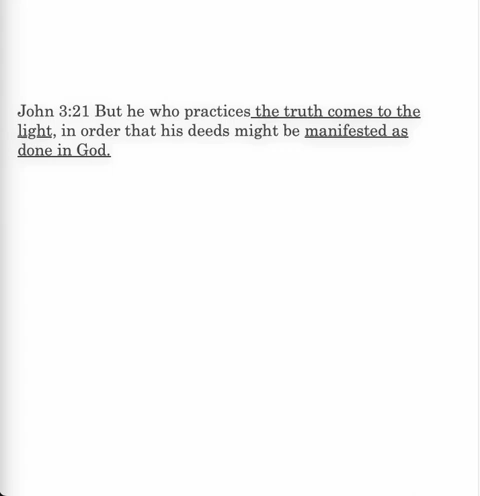 John 3:21 But he who practices the truth comes to the
light, in order that his deeds might be manifested as
done in God.